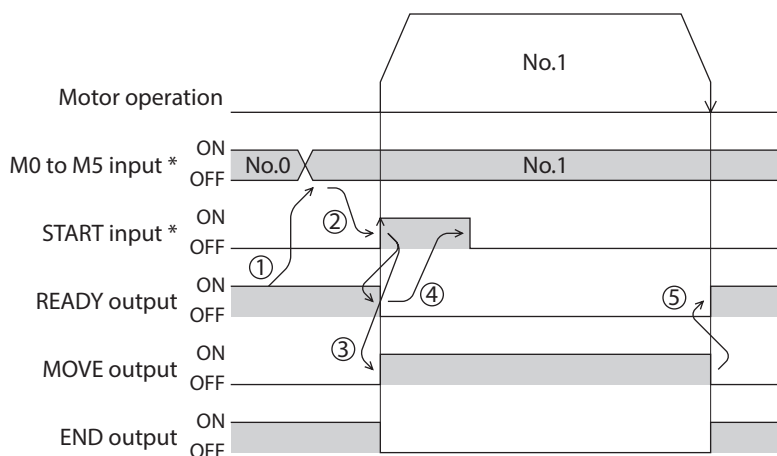 No.1
Motor operation
M0 to M5 input *
ON
OFF
No.0
No.1
START input *
ON
OFF
②
①
④
READY output
ON
OFF
⑤
③
MOVE output
ON
OFF
END output
ON
OFF